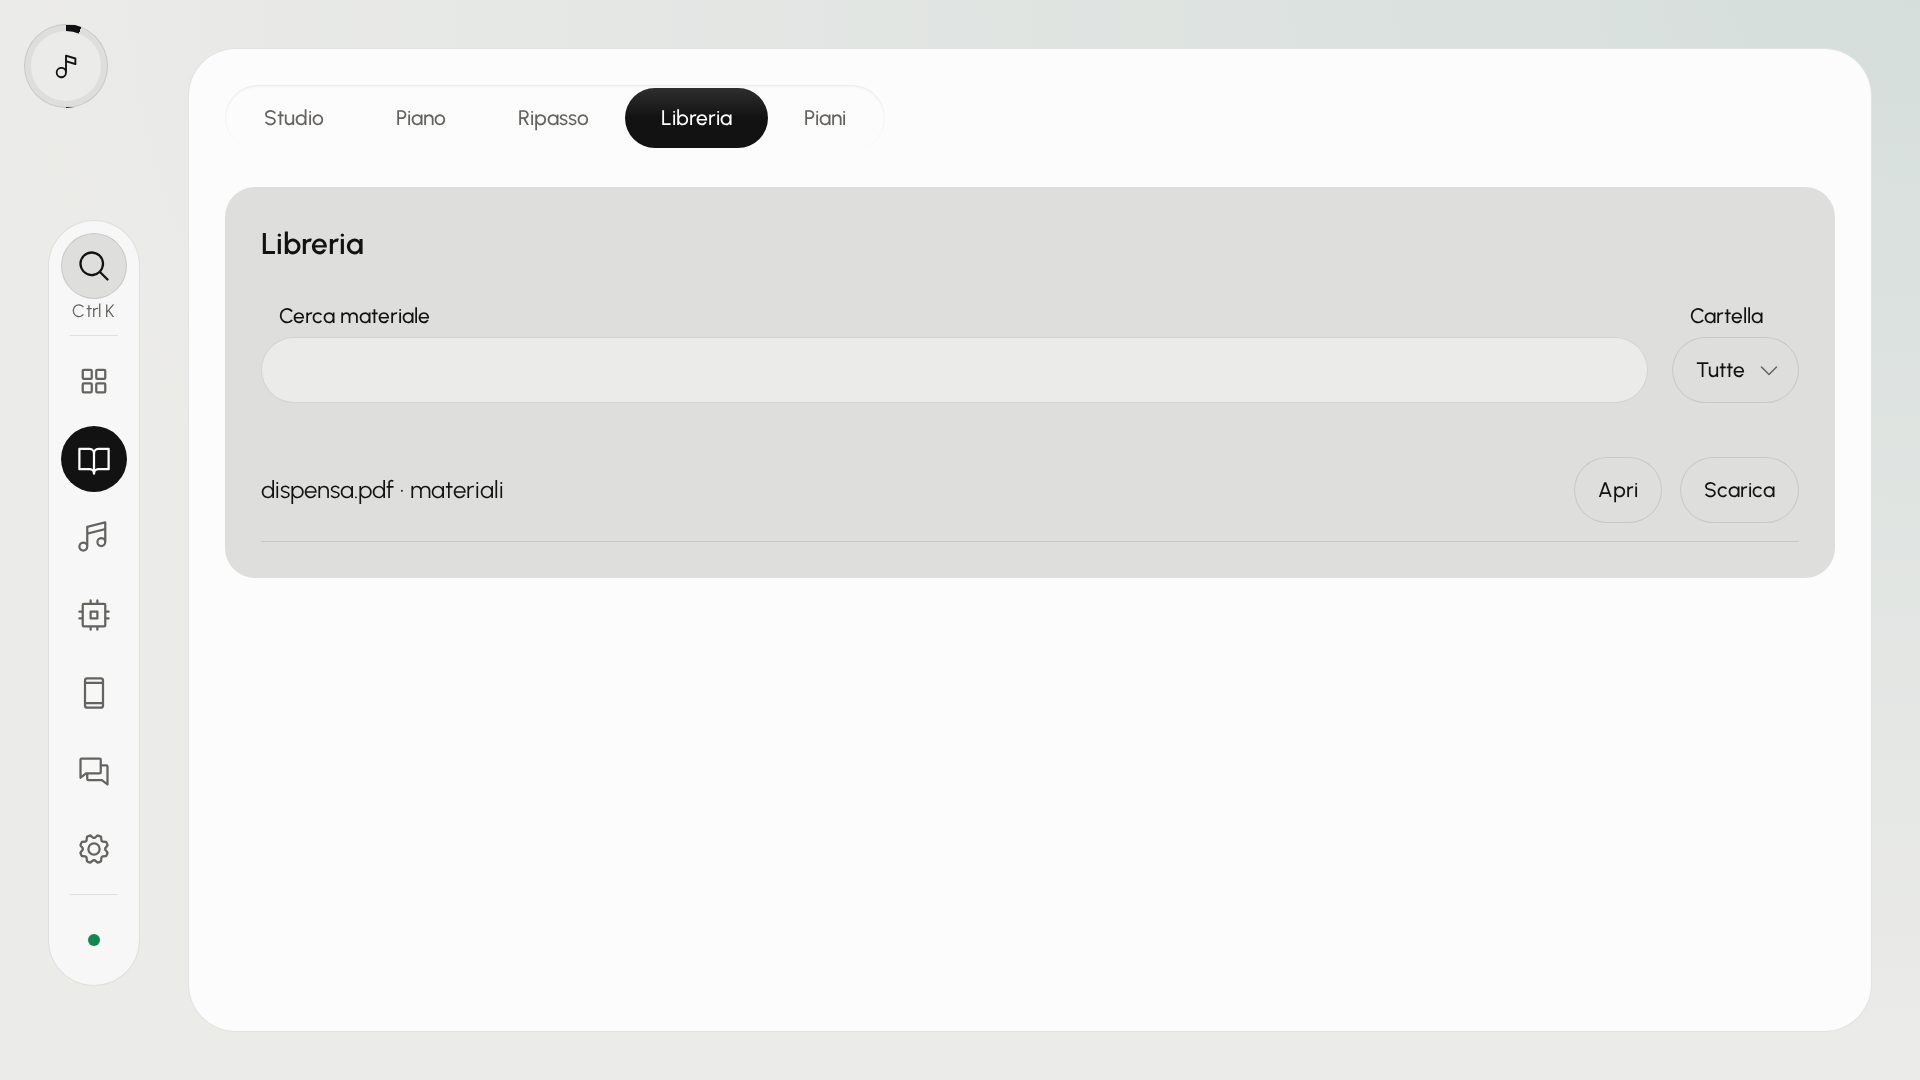 Studio
Piano
Ripasso
Libreria
Piani
Libreria
Ctrl K
Cerca materiale
Cartella
Tutte
dispensa.pdf · materiali
Apri
Scarica